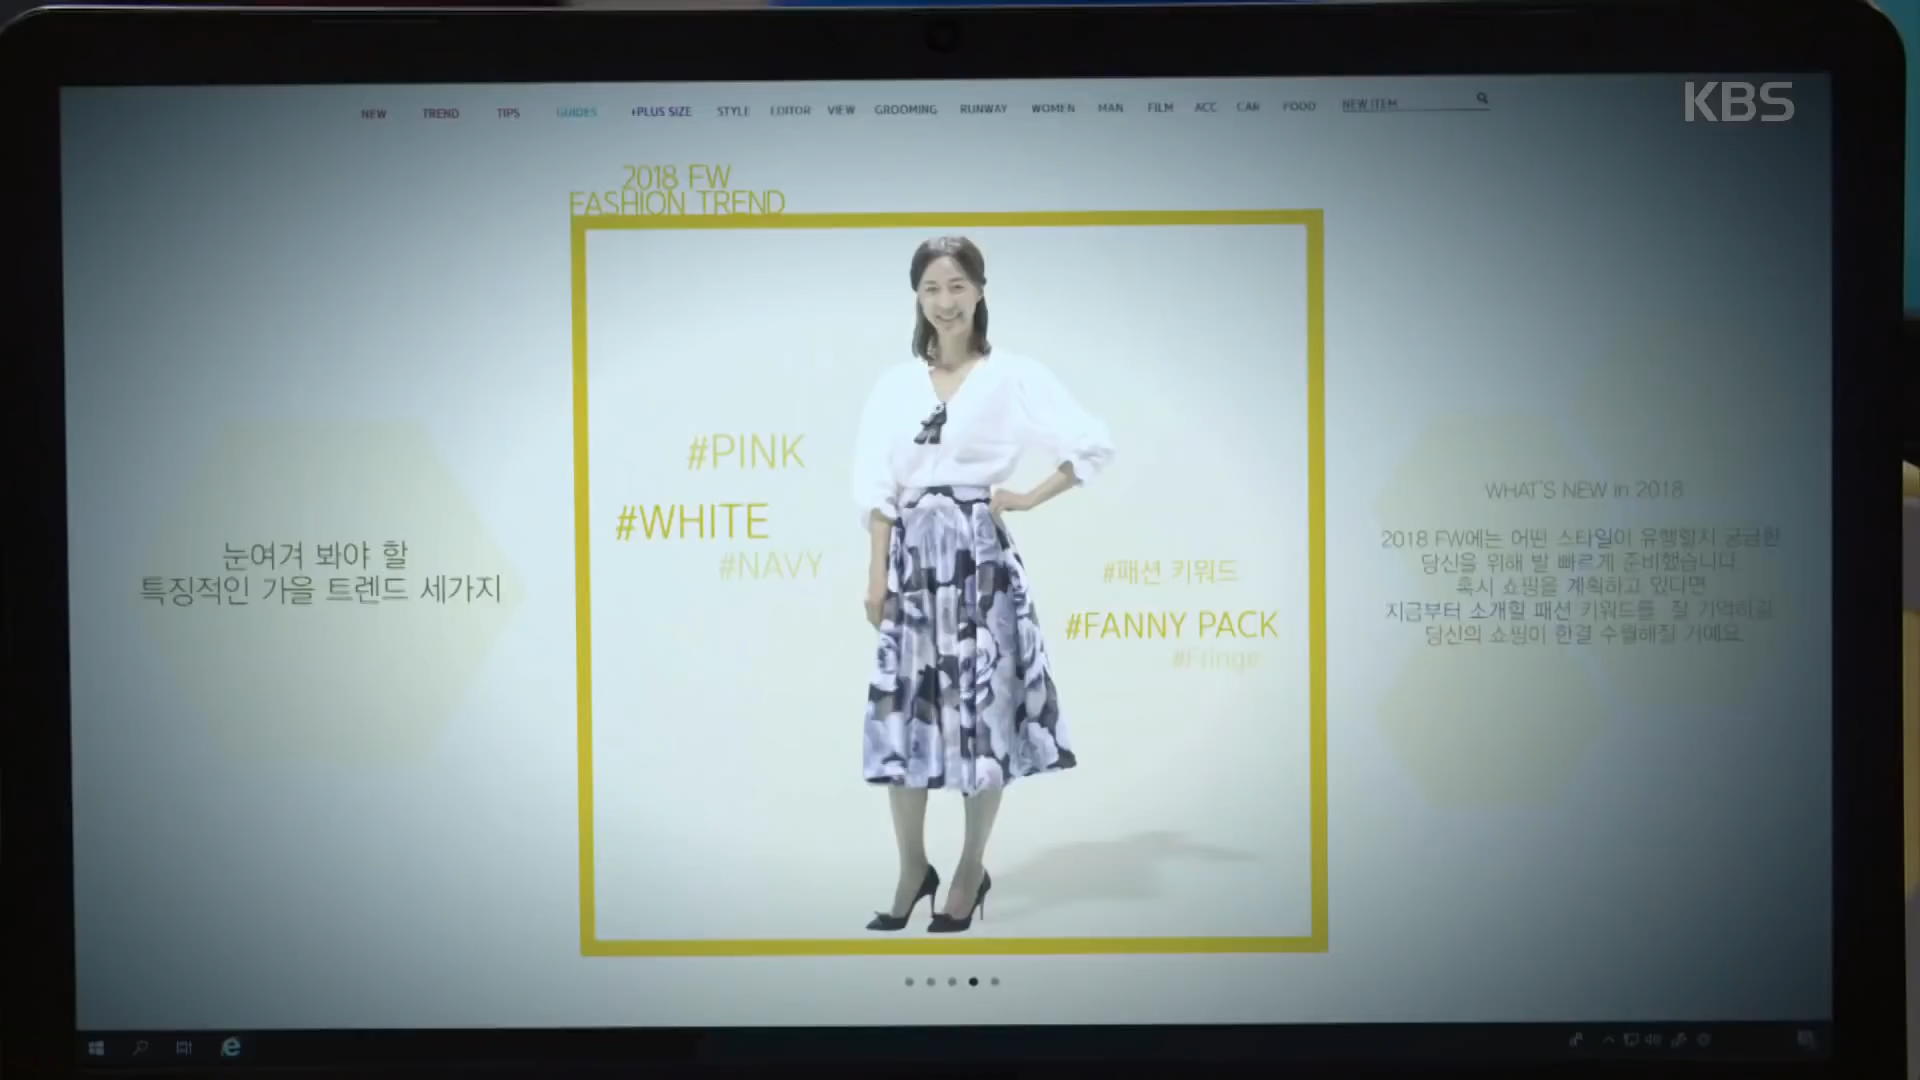 KBS
NEW TREND TIPS GUIDES +PLUS SIZE STYLE EDITOR VIEW GROOMING RUNWAY WOMEN MAN FILM ACC CAR FOOD NEW ITEM
2018 FW
FASHION TREND
#PINK
#WHITE
#NAVY
#패션 키워드
#FANNY PACK
#Fringe
눈여겨 봐야 할
특징적인 가을 트렌드 세가지
WHAT'S NEW in 2018
2018 FW에는 어떤 스타일이 유행할지 궁금한
당신을 위해 발 빠르게 준비했습니다
혹시 쇼핑을 계획하고 있다면
지금부터 소개할 패션 키워드를 잘 기억하길
당신의 쇼핑이 한결 수월해질 거예요.